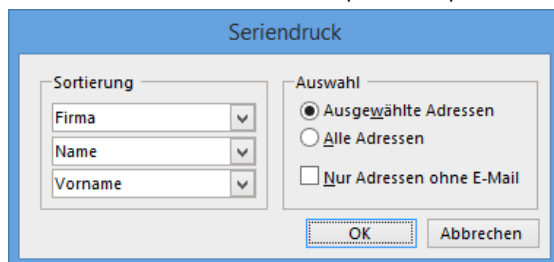 Seriendruck
Sortierung
Firma
Name
Vorname
Auswahl
Ausgewählte Adressen
Alle Adressen
Nur Adressen ohne E-Mail
OK
Abbrechen